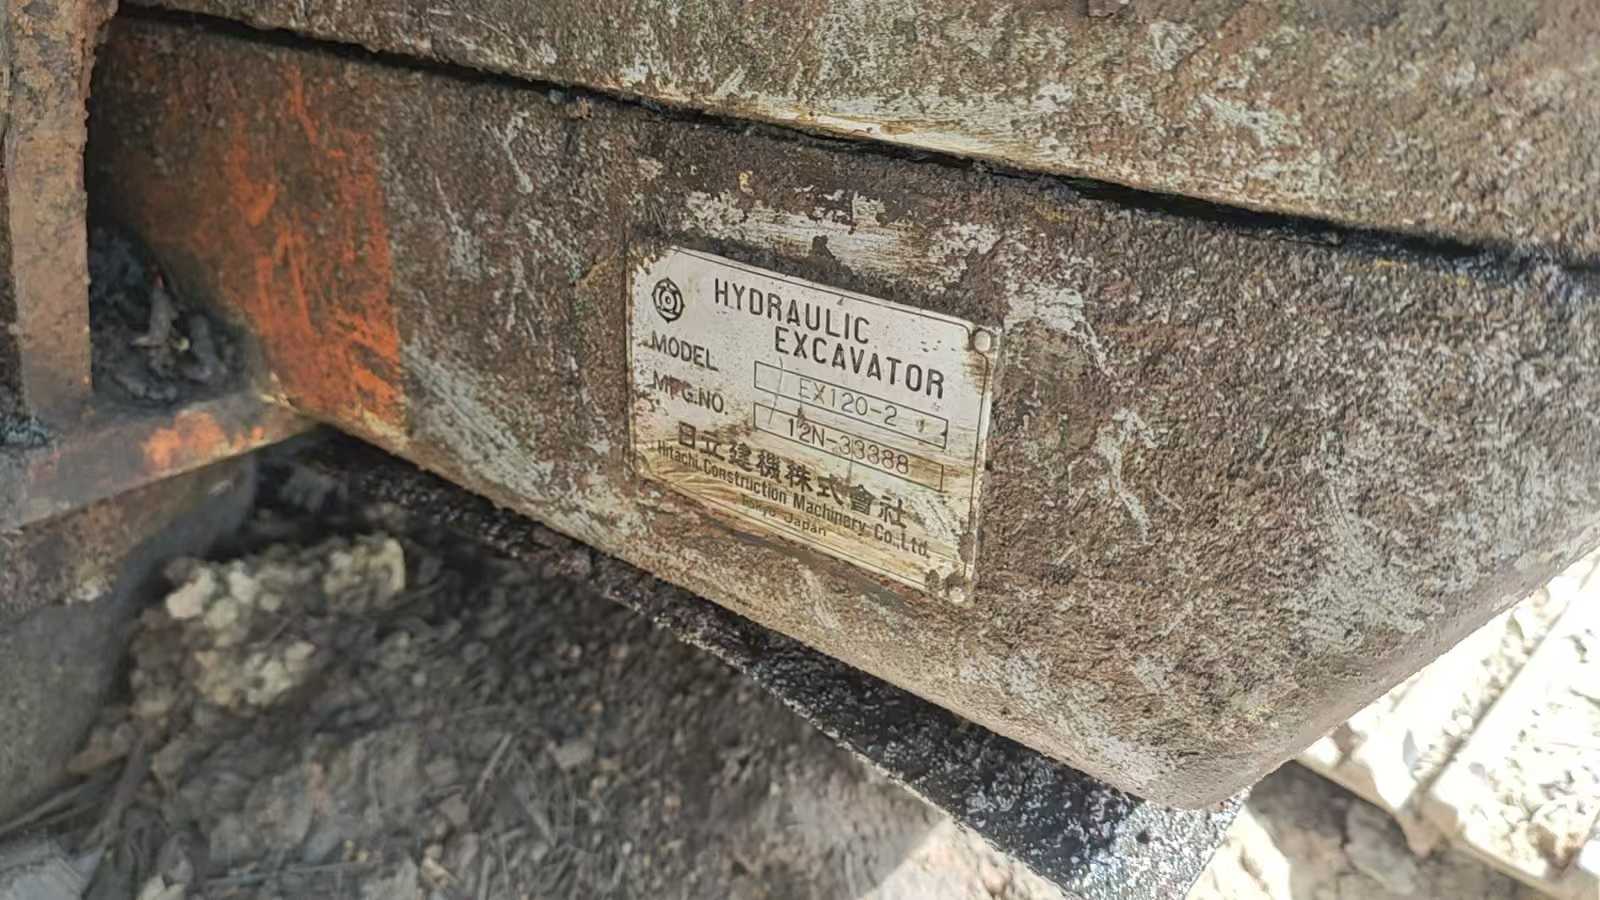 HYDRAULIC
EXCAVATOR
MODEL EX120-2
MFG.NO. 12N-33388
日立建機株式會社
Hitachi Construction Machinery Co.,Ltd.
Tokyo Japan